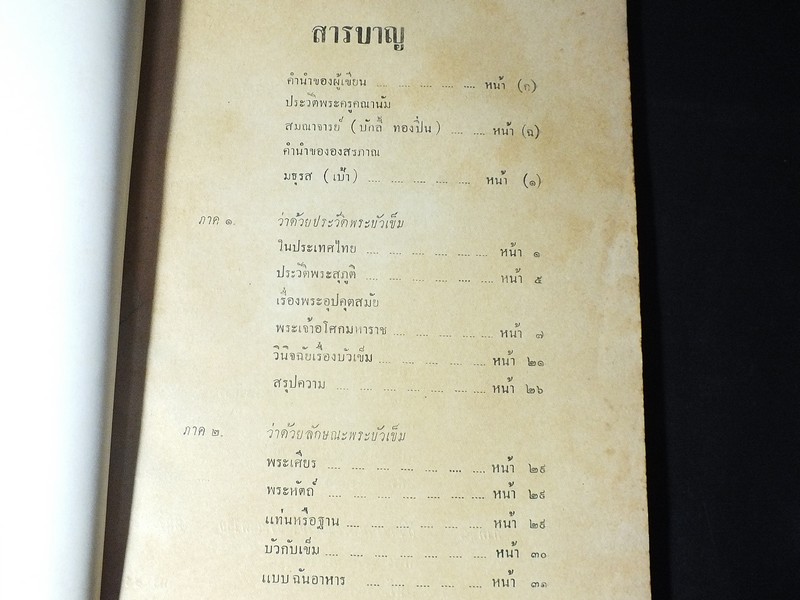 สารบาญ
คำนำของผู้เขียน .... .... .... .... .... หน้า (ก)
ประวัติพระครูคณานัม
สมณาจารย์ (บักลี้ ทองปิ่น) .... .... หน้า (ฉ)
คำนำขององสรภาณ
มธุรส (เบ๊า) .... .... .... .... .... หน้า (๑)
ภาค ๑. ว่าด้วยประวัติพระบัวเข็ม
ในประเทศไทย .... .... .... .... .... .... หน้า ๑
ประวัติพระสุภูติ .... .... .... .... .... .... หน้า ๕
เรื่องพระอุปคุตสมัย
พระเจ้าอโศกมหาราช .... .... .... .... .... หน้า ๗
วินิจฉัยเรื่องบัวเข็ม .... .... .... .... .... หน้า ๒๑
สรุปความ .... .... .... .... .... .... .... หน้า ๒๖
ภาค ๒. ว่าด้วยลักษณะพระบัวเข็ม
พระเศียร .... .... .... .... .... .... .... หน้า ๒๙
พระหัตถ์ .... .... .... .... .... .... .... หน้า ๒๙
แท่นหรือฐาน .... .... .... .... .... .... หน้า ๒๙
บัวกับเข็ม .... .... .... .... .... .... .... หน้า ๓๐
แบบฉันอาหาร .... .... .... .... .... หน้า ๓๑